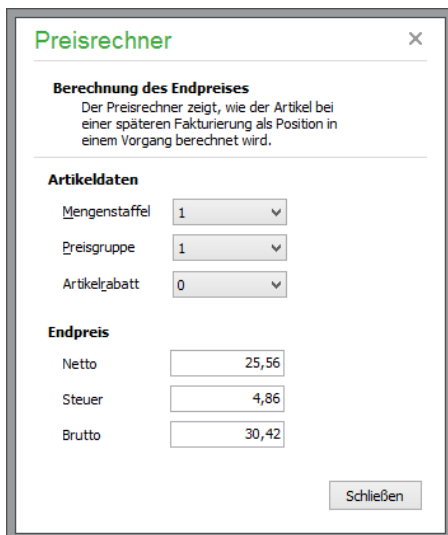 Preisrechner
Berechnung des Endpreises
Der Preisrechner zeigt, wie der Artikel bei
einer späteren Fakturierung als Position in
einem Vorgang berechnet wird.
Artikeldaten
Mengenstaffel 1
Preisgruppe 1
Artikelrabatt 0
Endpreis
Netto 25,56
Steuer 4,86
Brutto 30,42
Schließen